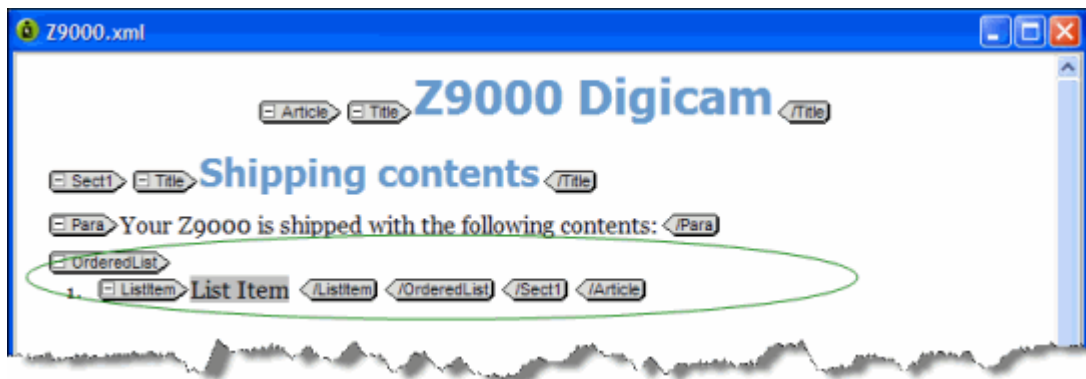 Z9000.xml
Article Title Z9000 Digicam /Title
Sect1 Title Shipping contents /Title
Para Your Z9000 is shipped with the following contents: /Para
OrderedList
1. ListItem List Item /ListItem /OrderedList /Sect1 /Article